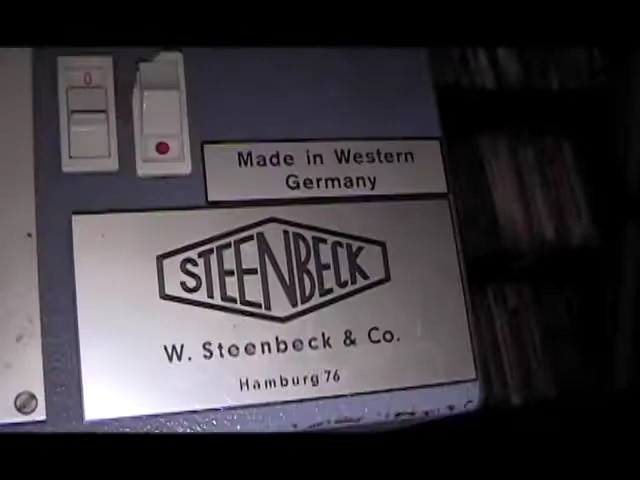 0
Made in Western
Germany
STEENBECK
W. Steenbeck & Co.
Hamburg 76